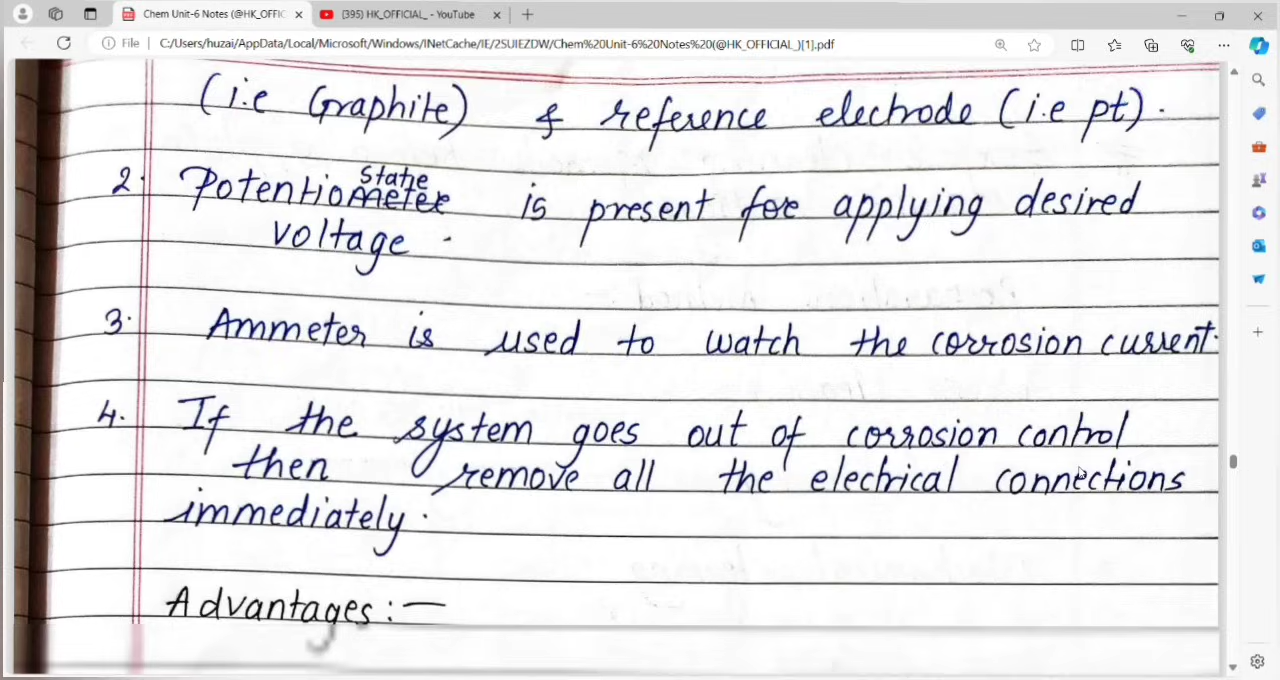 Chem Unit-6 Notes (@HK_OFFIC
(395) HK_OFFICIAL_ - YouTube
File
C:/Users/huzai/AppData/Local/Microsoft/Windows/INetCache/IE/2SUIEZDW/Chem%20Unit-6%20Notes%20(@HK_OFFICIAL_)[1].pdf
(i.e Graphite) & reference electrode (i.e pt).
state
2. Potentiometer is present for applying desired
voltage.
3. Ammeter is used to watch the corrosion current.
4. If the system goes out of corrosion control
then remove all the electrical connections
immediately.
Advantages :—